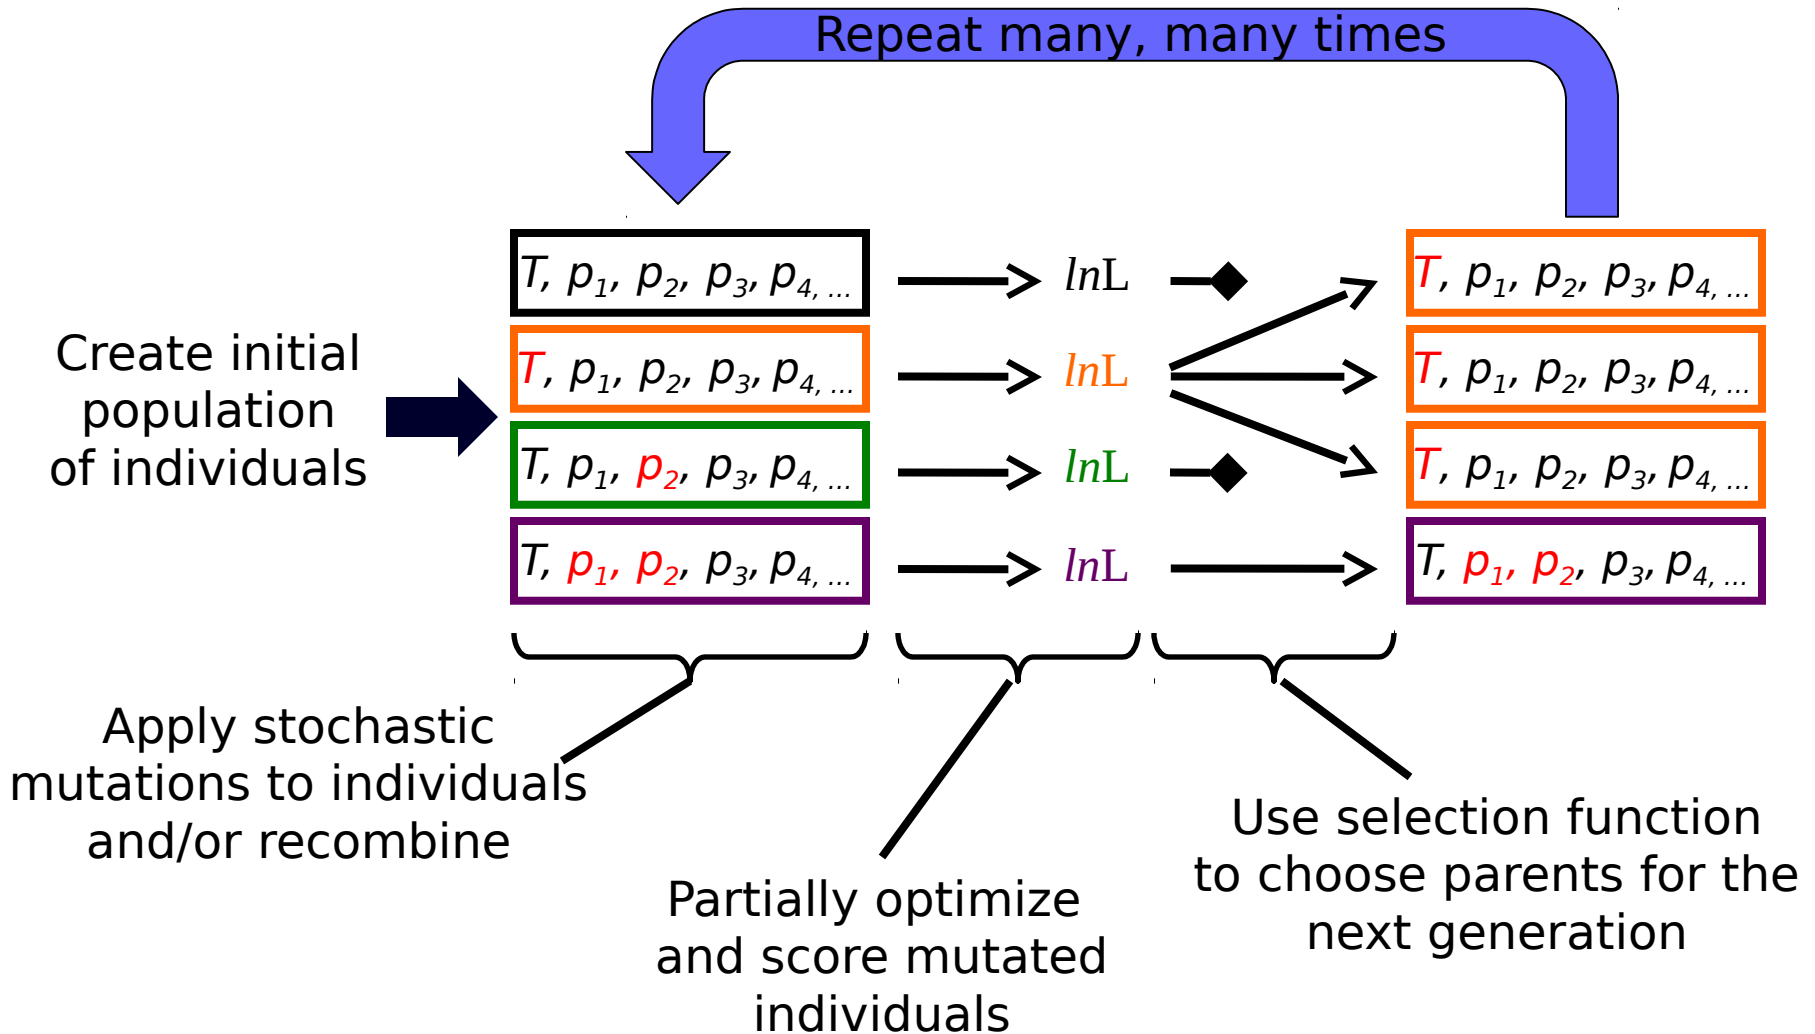 Repeat many, many times
T, p1, p2, p3, p4, ... lnL T, p1, p2, p3, p4, ...
T, p1, p2, p3, p4, ... lnL T, p1, p2, p3, p4, ...
T, p1, p2, p3, p4, ... lnL T, p1, p2, p3, p4, ...
T, p1, p2, p3, p4, ... lnL T, p1, p2, p3, p4, ...
Create initial
population
of individuals
Apply stochastic
mutations to individuals
and/or recombine
Partially optimize
and score mutated
individuals
Use selection function
to choose parents for the
next generation